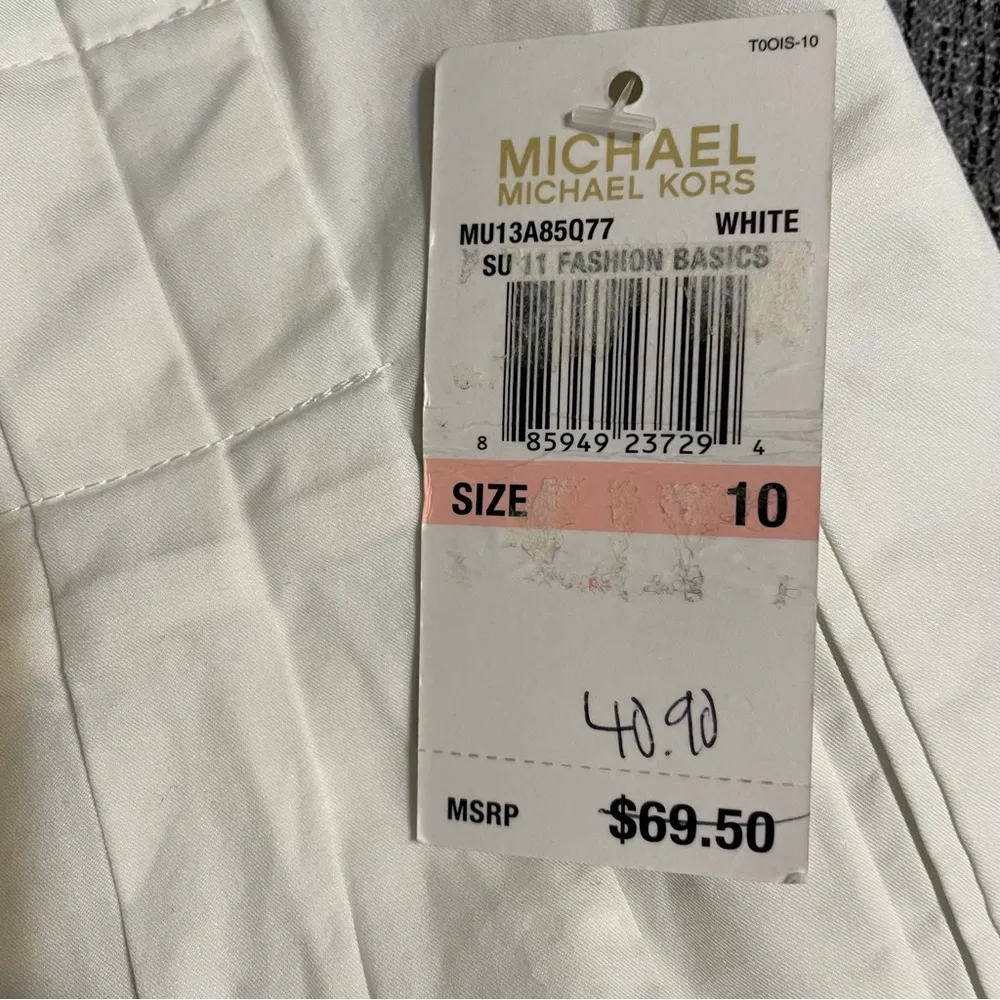 T0OIS-10
MICHAEL
MICHAEL KORS
MU13A85Q77 WHITE
SU 11 FASHION BASICS
8 85949 23729 4
SIZE 10
40.90
MSRP $69.50